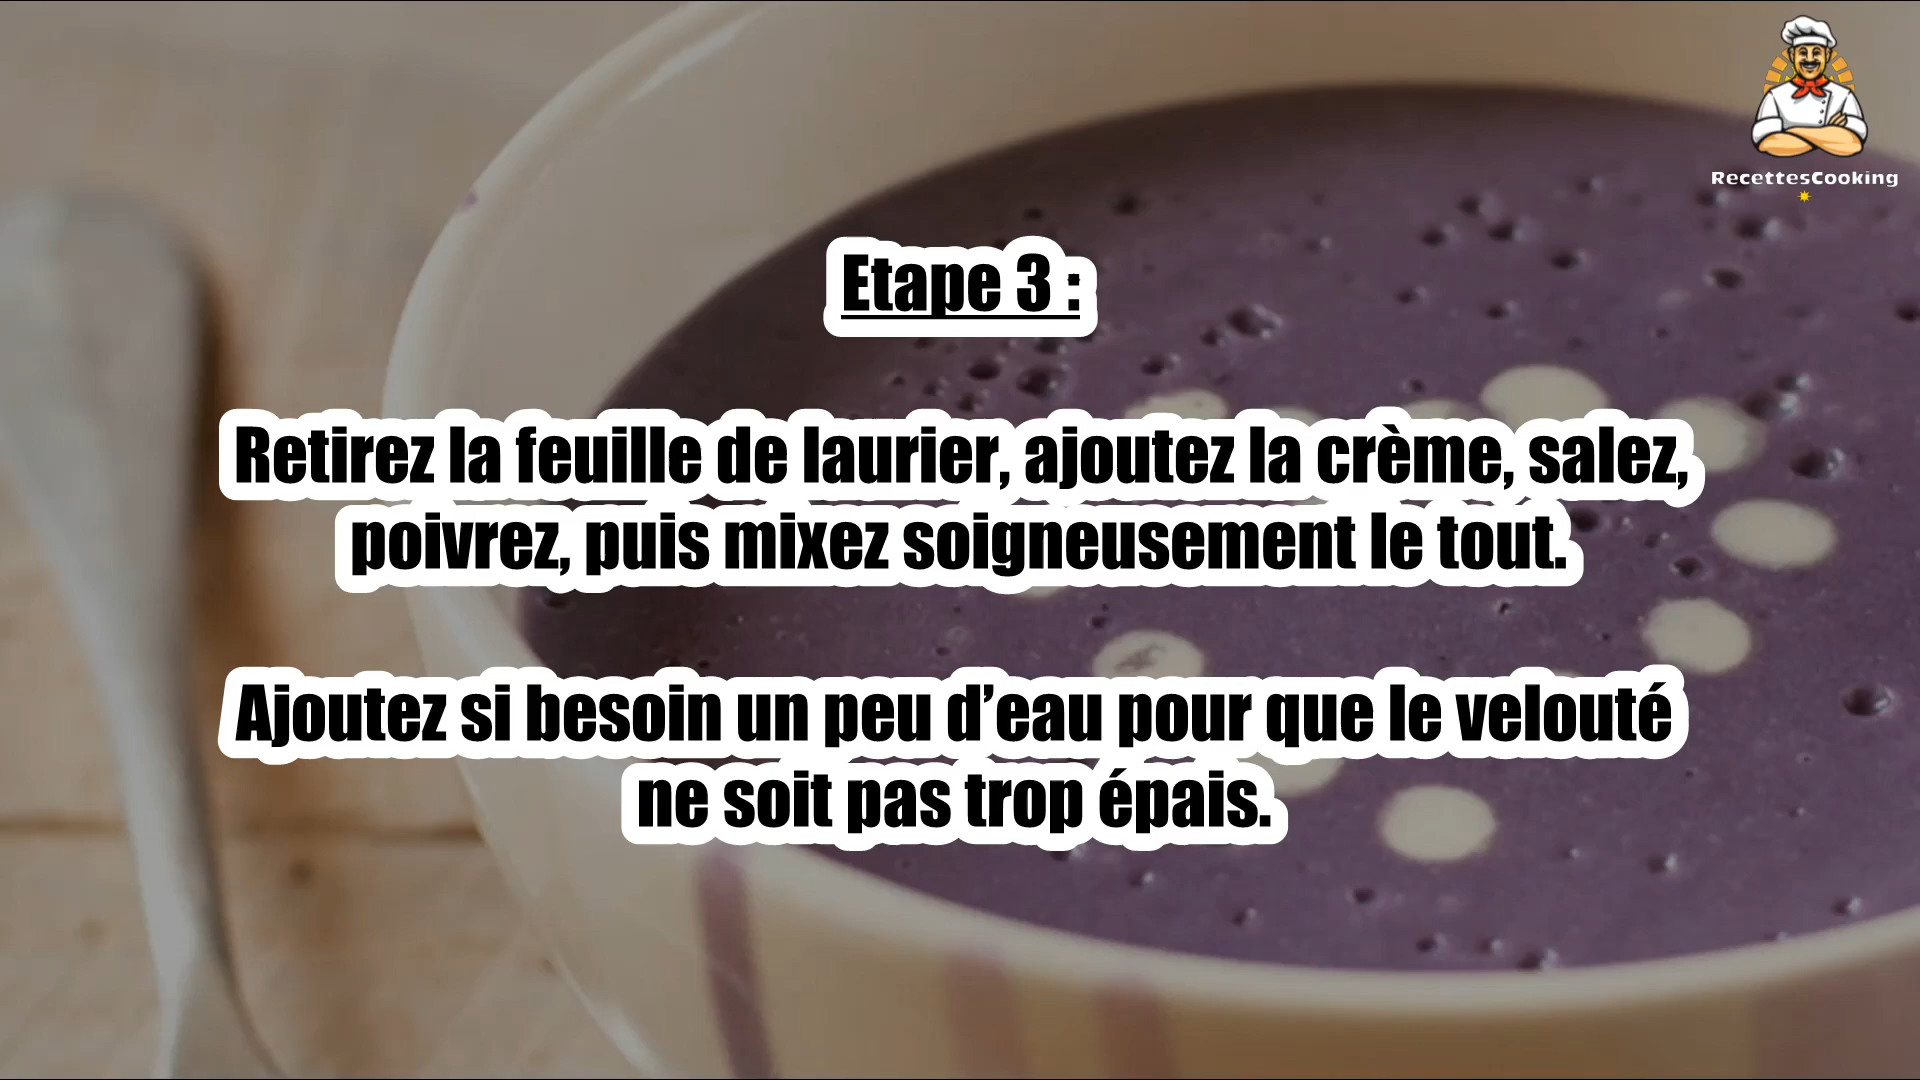 RecettesCooking
Etape 3 :
Retirez la feuille de laurier, ajoutez la crème, salez,
poivrez, puis mixez soigneusement le tout.
Ajoutez si besoin un peu d’eau pour que le velouté
ne soit pas trop épais.